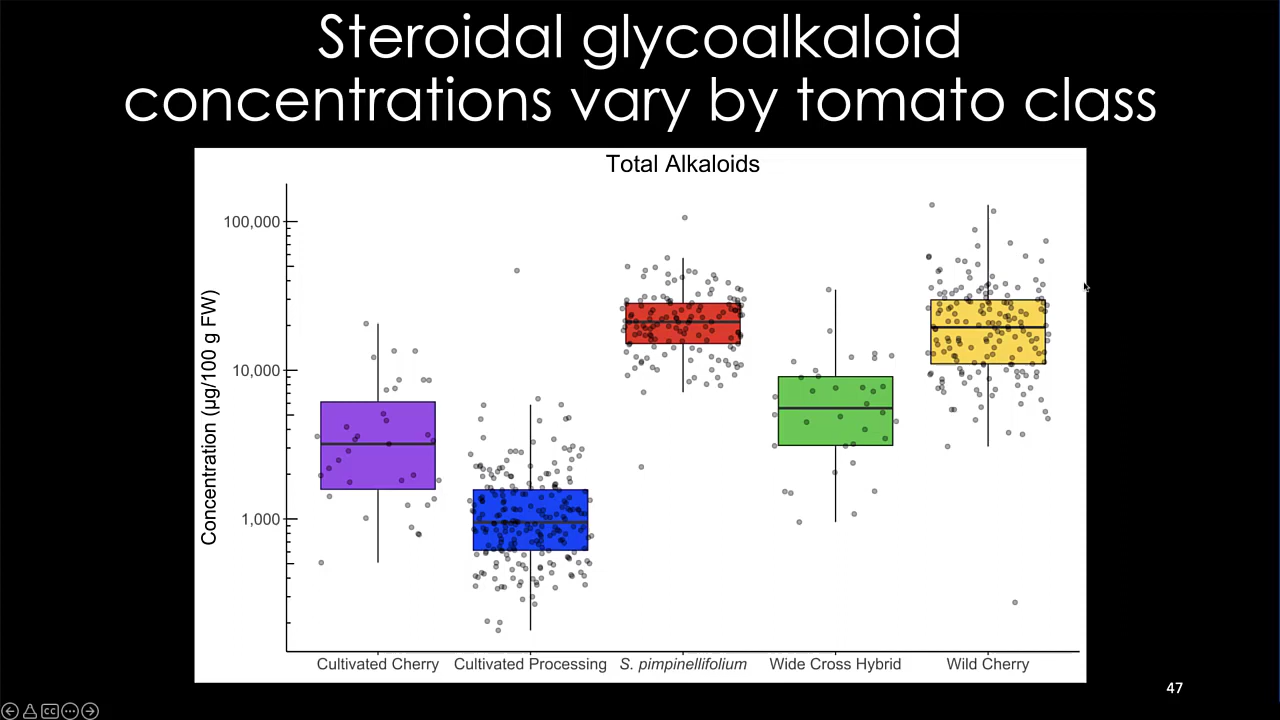 Steroidal glycoalkaloid
concentrations vary by tomato class
Total Alkaloids
Concentration (µg/100 g FW)
100,000
10,000
1,000
Cultivated Cherry Cultivated Processing S. pimpinellifolium Wide Cross Hybrid Wild Cherry
47
CC